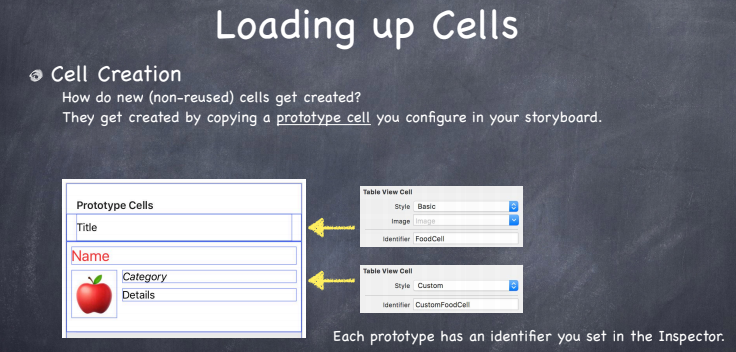 Loading up Cells
Cell Creation
How do new (non-reused) cells get created?
They get created by copying a prototype cell you configure in your storyboard.
Prototype Cells
Title
Name
Category
Details
Table View Cell
Style Basic
Image Image
Identifier FoodCell
Table View Cell
Style Custom
Identifier CustomFoodCell
Each prototype has an identifier you set in the Inspector.